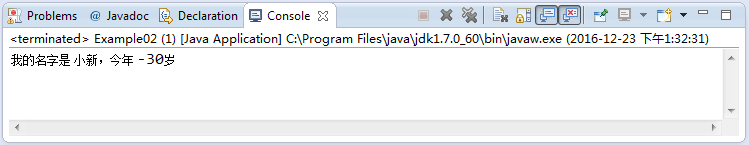 Problems @ Javadoc Declaration Console
<terminated> Example02 (1) [Java Application] C:\Program Files\java\jdk1.7.0_60\bin\javaw.exe (2016-12-23 下午1:32:31)
我的名字是 小新，今年 -30岁